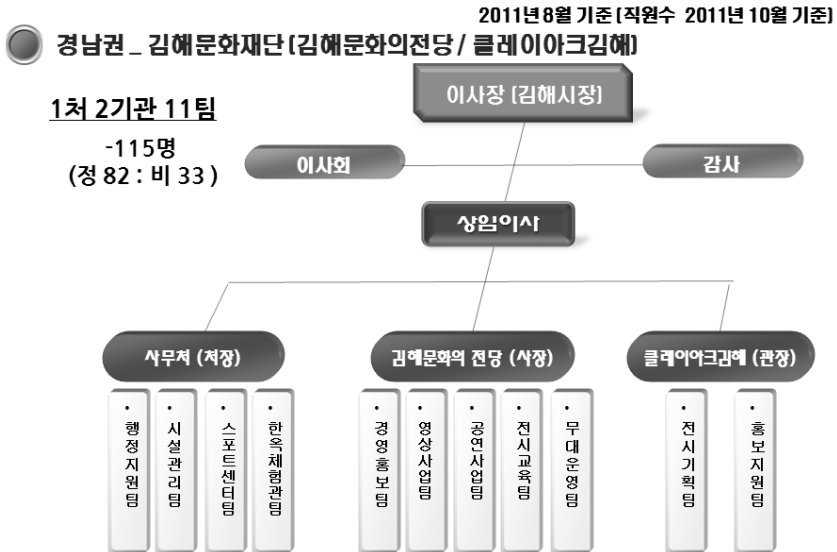 2011년 8월 기준 (직원수 2011년 10월 기준)
경남권 _ 김해문화재단 (김해문화의전당 / 클레이아크김해)
1처 2기관 11팀
-115명
(정 82 : 비 33 )
이사장 (김해시장)
이사회
감사
상임이사
사무처 (처장)
김해문화의 전당 (사장)
클레이아크김해 (관장)
• 행정지원팀
• 시설관리팀
• 스포트센터팀
• 한옥체험관팀
• 경영홍보팀
• 영상사업팀
• 공연사업팀
• 전시교육팀
• 무대운영팀
• 전시기획팀
• 홍보지원팀